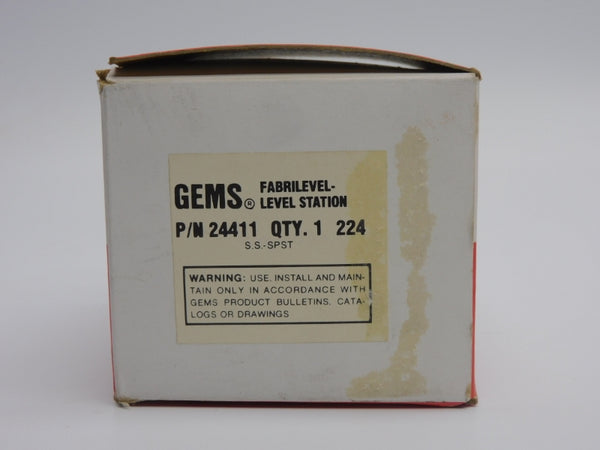 GEMS® FABRILEVEL-
LEVEL STATION
P/N 24411 QTY. 1 224
S.S.-SPST
WARNING: USE, INSTALL AND MAIN-
TAIN ONLY IN ACCORDANCE WITH
GEMS PRODUCT BULLETINS, CATA-
LOGS OR DRAWINGS